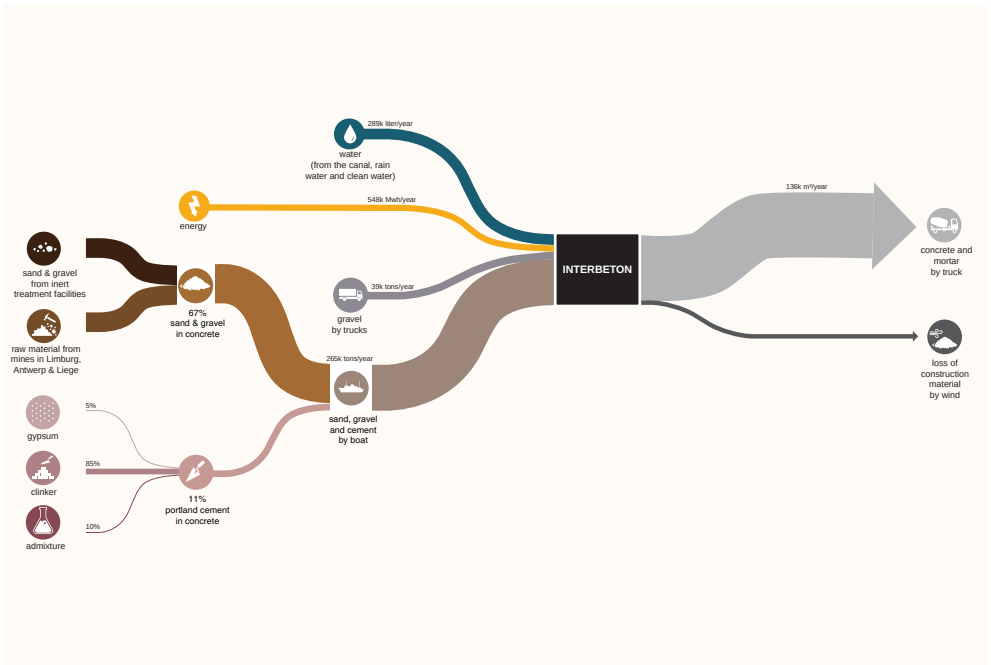 289k liter/year
water
(from the canal, rain
water and clean water)
548k Mwh/year
energy
136k m³/year
concrete and
mortar
by truck
INTERBETON
sand & gravel
from inert
treatment facilities
67%
sand & gravel
in concrete
39k tons/year
gravel
by trucks
raw material from
mines in Limburg,
Antwerp & Liege
265k tons/year
sand, gravel
and cement
by boat
loss of
construction
material
by wind
5%
gypsum
85%
clinker
11%
portland cement
in concrete
10%
admixture